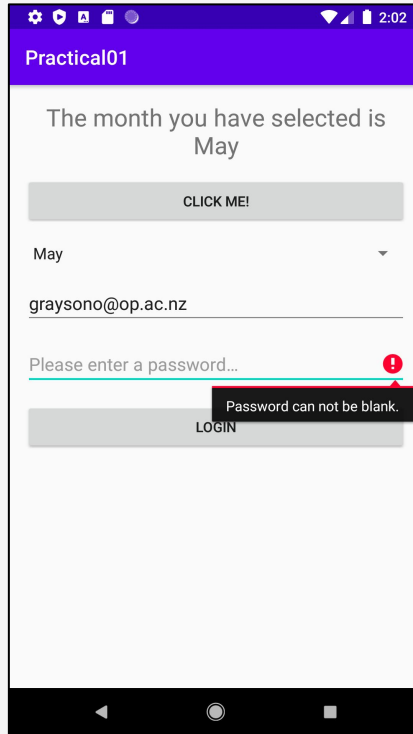 2:02
Practical01
The month you have selected is
May
CLICK ME!
May
graysono@op.ac.nz
Please enter a password...
Password can not be blank.
LOGIN